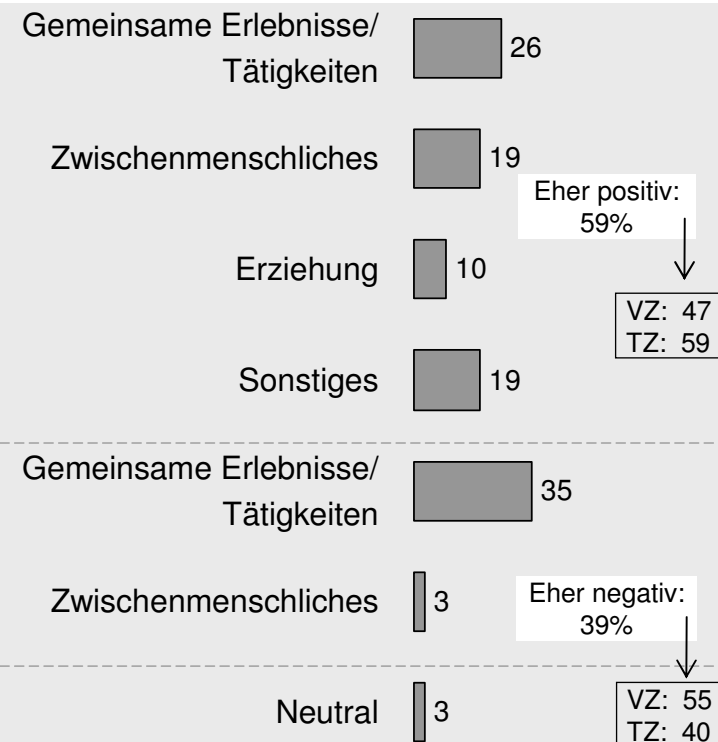 Gemeinsame Erlebnisse/
Tätigkeiten
26
Zwischenmenschliches
19
Eher positiv:
59%
Erziehung
10
VZ: 47
TZ: 59
Sonstiges
19
Gemeinsame Erlebnisse/
Tätigkeiten
35
Zwischenmenschliches
3
Eher negativ:
39%
Neutral
3
VZ: 55
TZ: 40